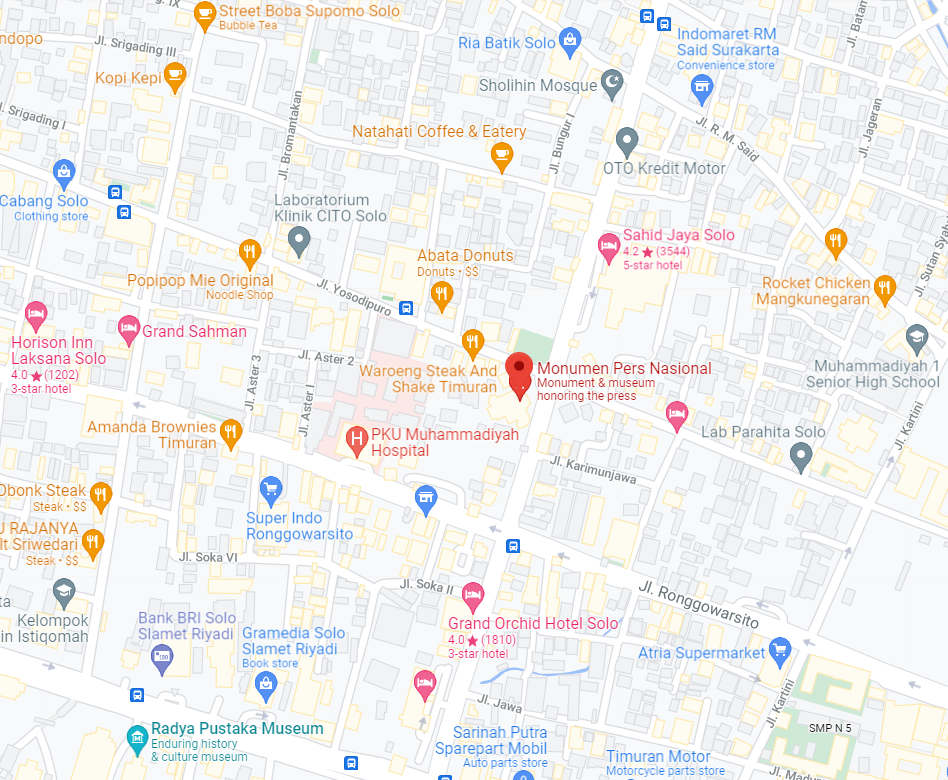 g. IX
Street Boba Supomo Solo
Bubble Tea
ndopo
Jl. Srigading III
Ria Batik Solo
Indomaret RM
Said Surakarta
Convenience store
Jl. Batan
Kopi Kepi
Sholihin Mosque
Jl. Srigading I
Jl. Bromantakan
Natahati Coffee & Eatery
Jl. Bungur I
Jl. R. M. Said
Jl. Jageran
OTO Kredit Motor
Cabang Solo
Clothing store
Laboratorium
Klinik CITO Solo
Sahid Jaya Solo
4.2 ★ (3544)
5-star hotel
Jl. Sutan Syah
Abata Donuts
Donuts • $$
Popipop Mie Original
Noodle Shop
Jl. Yosodipuro
Rocket Chicken
Mangkunegaran
Horison Inn
Laksana Solo
4.0 ★ (1202)
3-star hotel
Grand Sahman
Jl. Aster 3
Jl. Aster 2
Jl. Aster I
Waroeng Steak And
Shake Timuran
Monumen Pers Nasional
Monument & museum
honoring the press
Muhammadiyah 1
Senior High School
Amanda Brownies
Timuran
PKU Muhammadiyah
Hospital
Lab Parahita Solo
Jl. Kartini
Jl. Karimunjawa
Obonk Steak
Steak • $$
Super Indo
Ronggowarsito
U RAJANYA
lt Sriwedari
Steak • $$
Jl. Soka VI
Jl. Soka II
Jl. Ronggowarsito
ta
Kelompok
in Istiqomah
Bank BRI Solo
Slamet Riyadi
Gramedia Solo
Slamet Riyadi
Book store
Grand Orchid Hotel Solo
4.0 ★ (1810)
3-star hotel
Atria Supermarket
Jl. Kartini
Jl. Jawa
Radya Pustaka Museum
Enduring history
& culture museum
Sarinah Putra
Sparepart Mobil
Auto parts store
Timuran Motor
Motorcycle parts store
SMP N 5
Jl. Madu